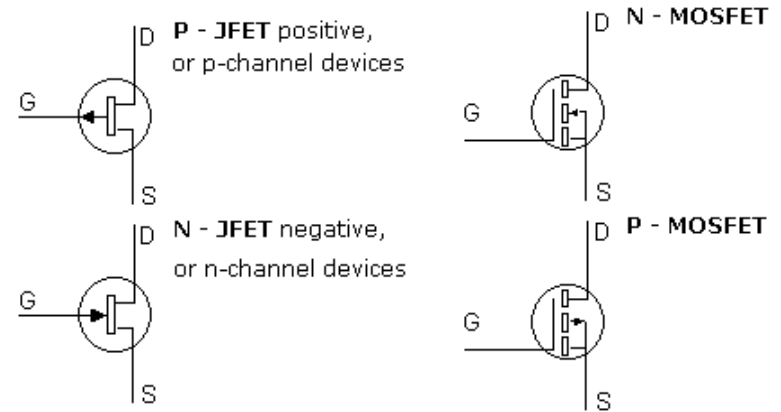 D
P - JFET positive,
or p-channel devices
G
S
D
N - MOSFET
G
S
D
N - JFET negative,
or n-channel devices
G
S
D
P - MOSFET
G
S